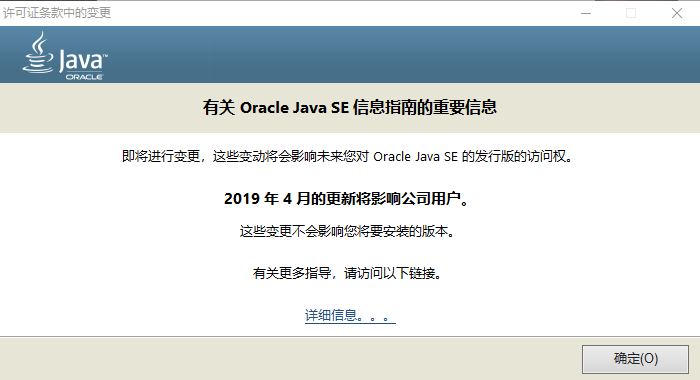 许可证条款中的变更
Java™
ORACLE
有关 Oracle Java SE 信息指南的重要信息
即将进行变更，这些变动将会影响未来您对 Oracle Java SE 的发行版的访问权。
2019 年 4 月的更新将影响公司用户。
这些变更不会影响您将要安装的版本。
有关更多指导，请访问以下链接。
详细信息。。。
确定(O)